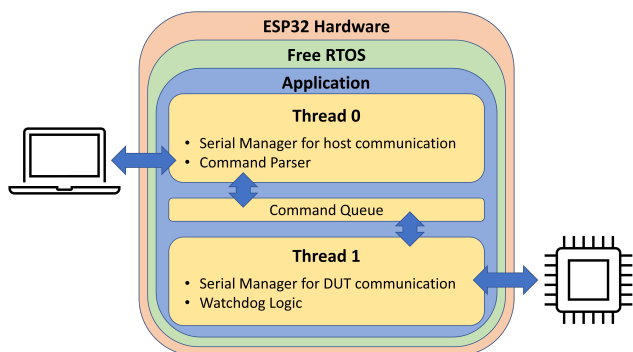 ESP32 Hardware
Free RTOS
Application
Thread 0
• Serial Manager for host communication
• Command Parser
Command Queue
Thread 1
• Serial Manager for DUT communication
• Watchdog Logic